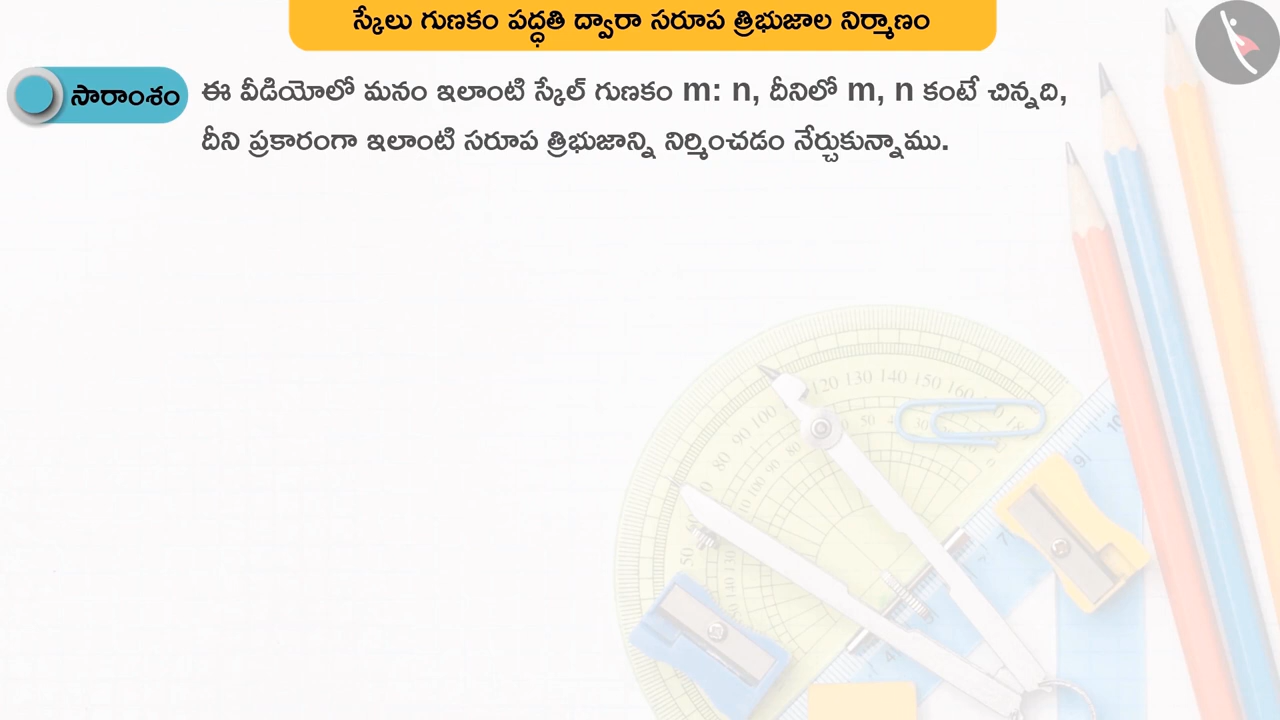 స్కేలు గుణకం పద్ధతి ద్వారా సరూప త్రిభుజాల నిర్మాణం
సారాంశం
ఈ వీడియోలో మనం ఇలాంటి స్కేల్ గుణకం m: n, దీనిలో m, n కంటే చిన్నది,
దీని ప్రకారంగా ఇలాంటి సరూప త్రిభుజాన్ని నిర్మించడం నేర్చుకున్నాము.